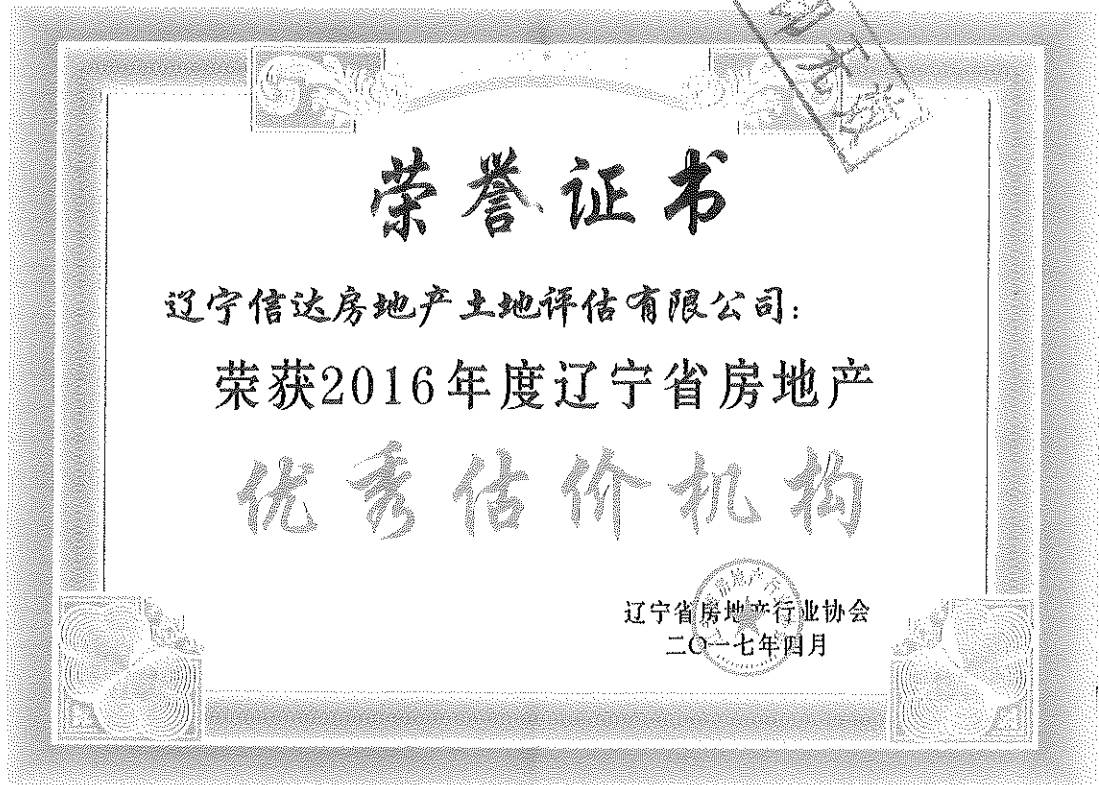 荣誉证书
辽宁信达房地产土地评估有限公司:
荣获2016年度辽宁省房地产
优秀估价机构
辽宁省房地产行业协会
二〇一七年四月